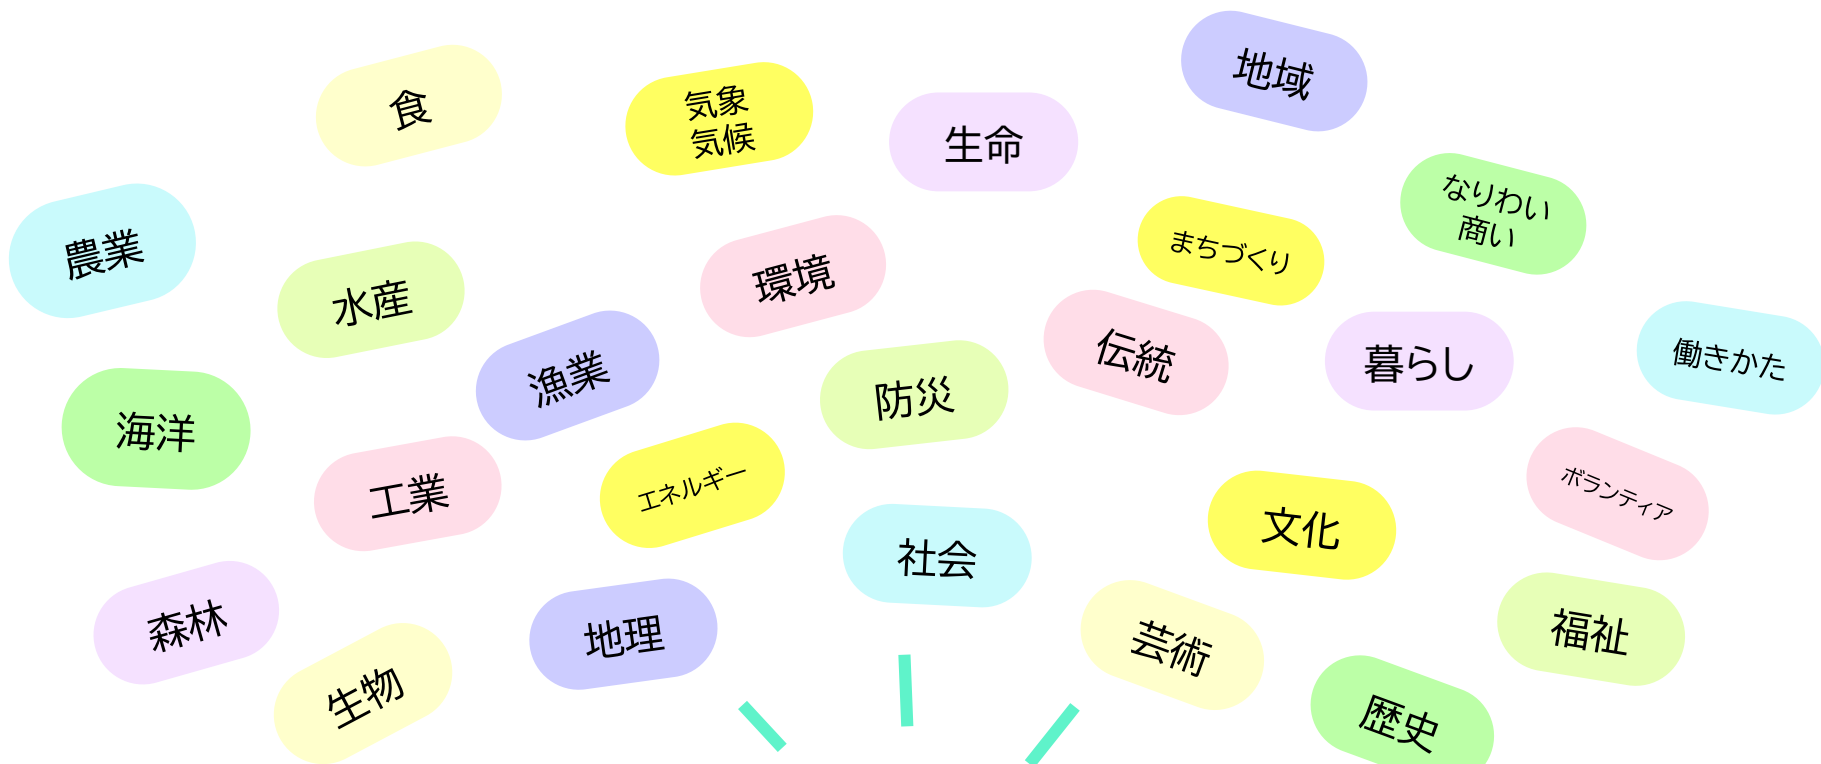 地域
食
気象
気候
生命
なりわい
商い
農業
まちづくり
水産
環境
伝統
暮らし
働きかた
漁業
防災
海洋
工業
エネルギー
ボランティア
文化
社会
森林
地理
芸術
福祉
生物
歴史